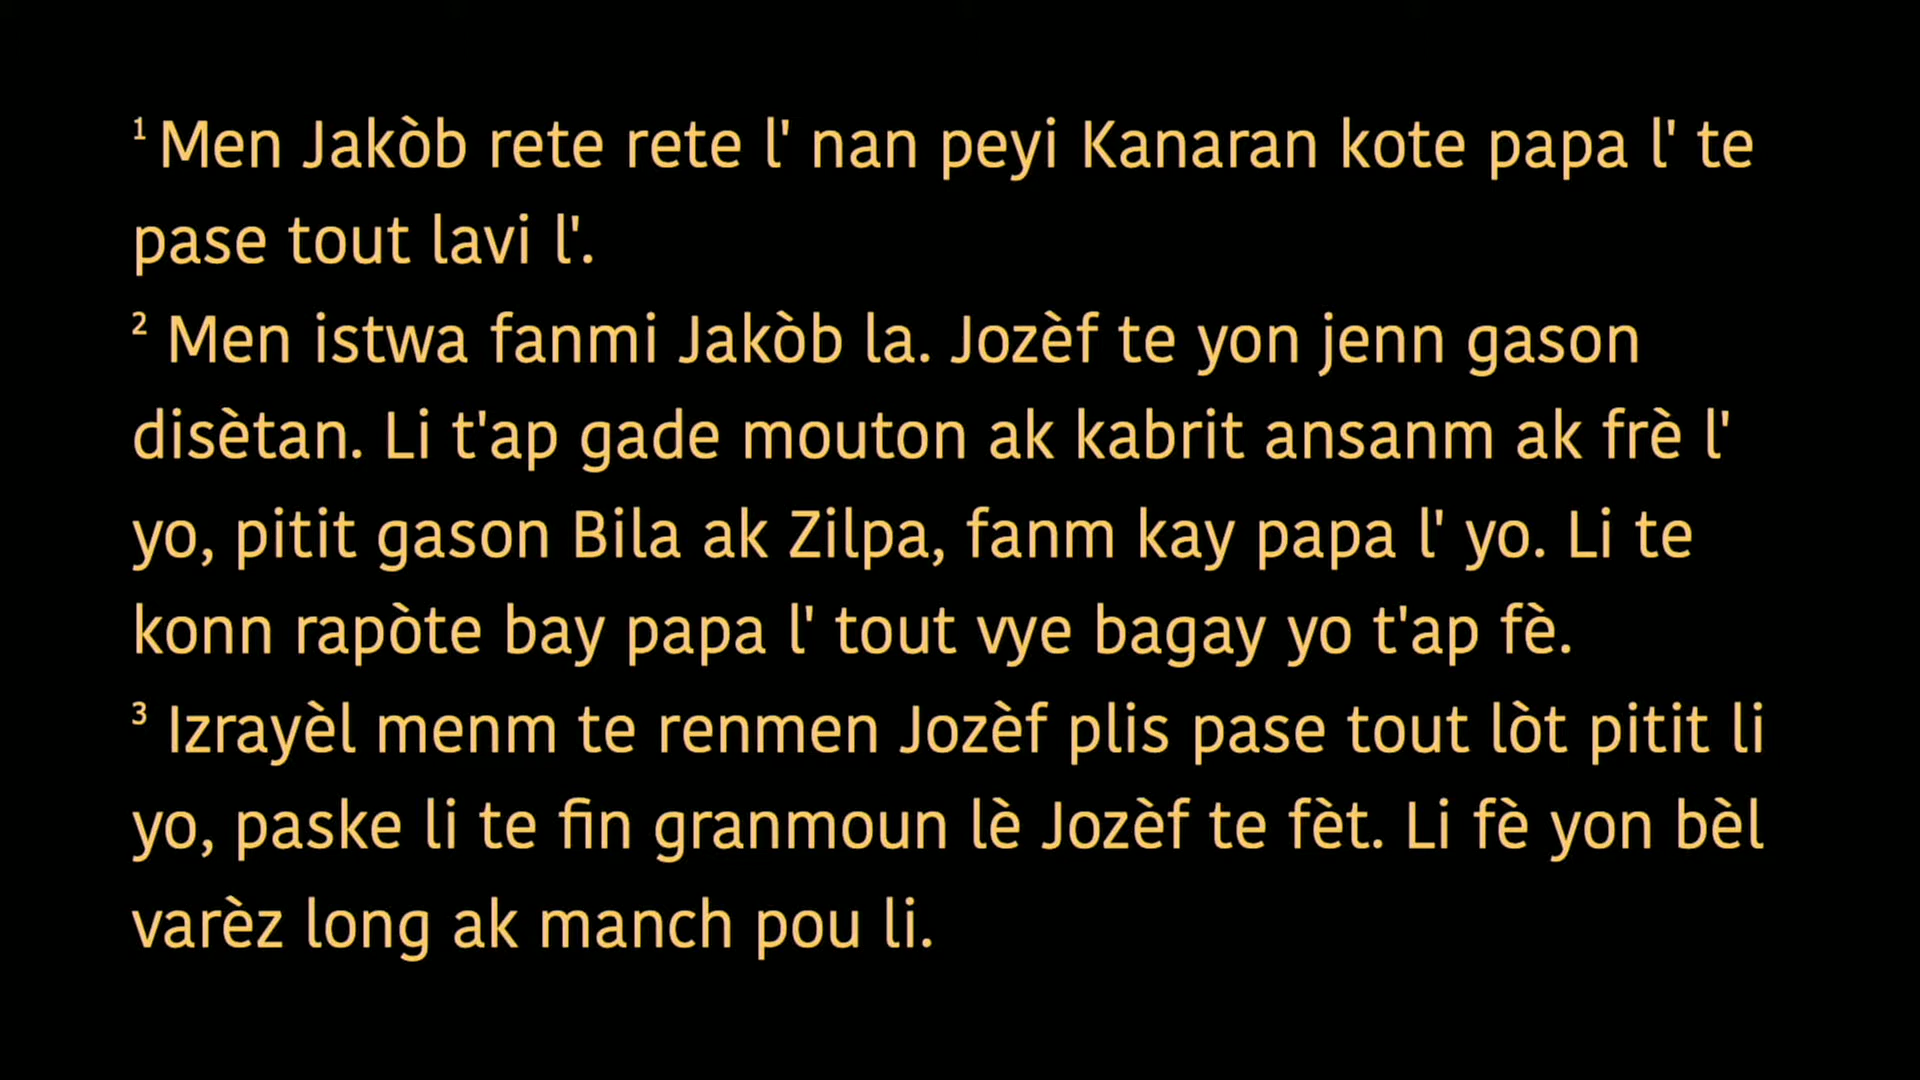 1 Men Jakòb rete rete l' nan peyi Kanaran kote papa l' te
pase tout lavi l'.
2 Men istwa fanmi Jakòb la. Jozèf te yon jenn gason
disètan. Li t'ap gade mouton ak kabrit ansanm ak frè l'
yo, pitit gason Bila ak Zilpa, fanm kay papa l' yo. Li te
konn rapòte bay papa l' tout vye bagay yo t'ap fè.
3 Izrayèl menm te renmen Jozèf plis pase tout lòt pitit li
yo, paske li te fin granmoun lè Jozèf te fèt. Li fè yon bèl
varèz long ak manch pou li.